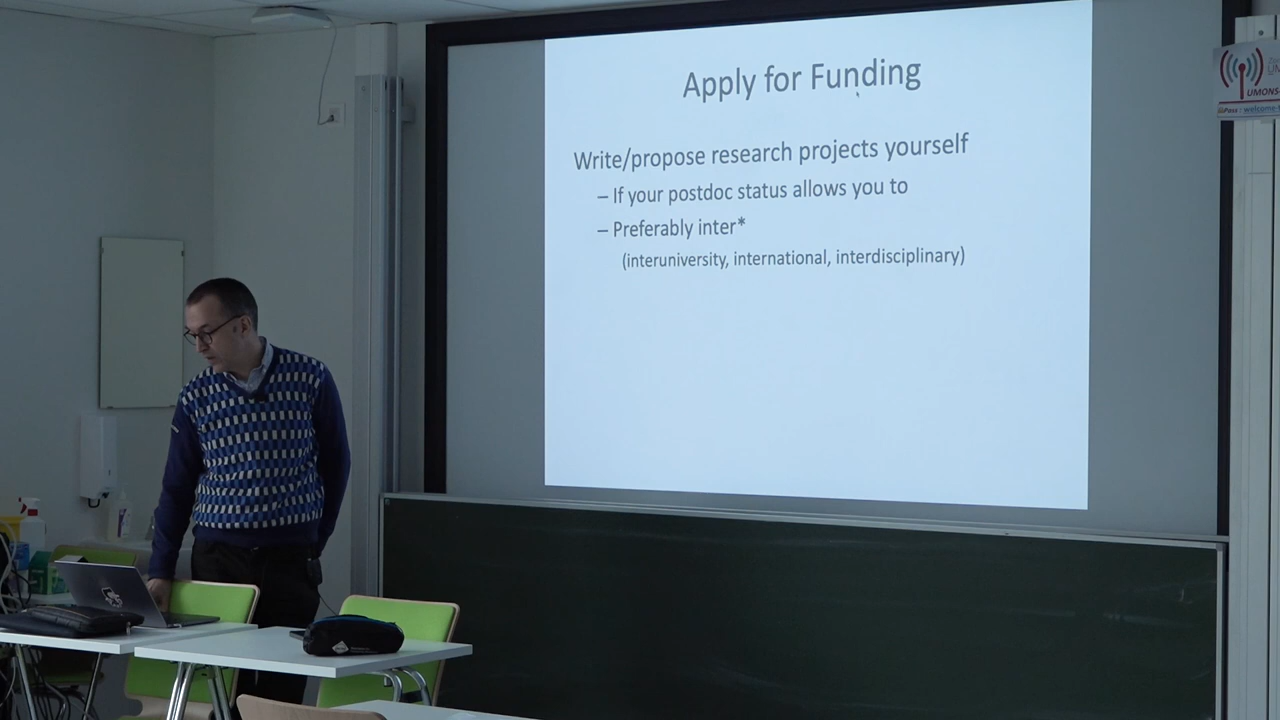 Apply for Funding
Write/propose research projects yourself
– If your postdoc status allows you to
– Preferably inter*
(interuniversity, international, interdisciplinary)
UMONS